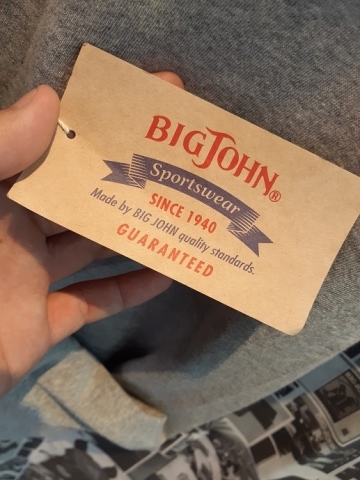 BIG JOHN®
Sportswear
SINCE 1940
Made by BIG JOHN quality standards.
GUARANTEED